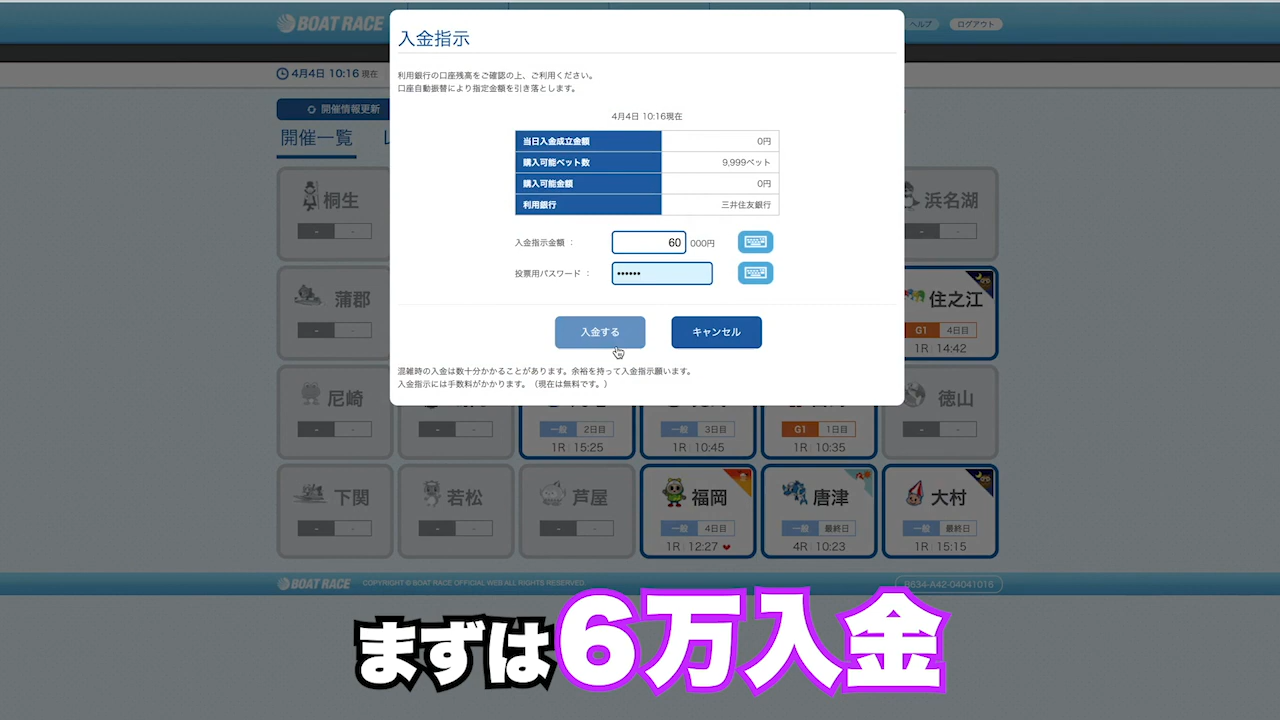 BOAT RACE
ヘルプ
ログアウト
4月4日 10:16 現在
開催情報更新
開催一覧
入金指示
利用銀行の口座残高をご確認の上、ご利用ください。
口座自動振替により指定金額を引き落とします。
4月4日 10:16現在
当日入金成立金額 0円
購入可能ベット数 9,999ベット
購入可能金額 0円
利用銀行 三井住友銀行
入金指示金額 : 60 000円
投票用パスワード : ••••••
入金する
キャンセル
混雑時の入金は数十分かかることがあります。余裕を持って入金指示願います。
入金指示には手数料がかかります。（現在は無料です。）
桐生
- -
浜名湖
- -
蒲郡
- -
住之江
G1 4日目
1R 14:42
尼崎
- -
- -
一般 2日目
1R 15:25
一般 3日目
1R 10:45
G1 1日目
1R 10:35
徳山
- -
下関
- -
若松
- -
芦屋
- -
福岡
一般 4日目
1R 12:27
唐津
一般 最終日
4R 10:23
大村
一般 最終日
1R 15:15
BOAT RACE
COPYRIGHT © BOAT RACE OFFICIAL WEB ALL RIGHTS RESERVED.
B634-A42-04041016
まずは6万入金